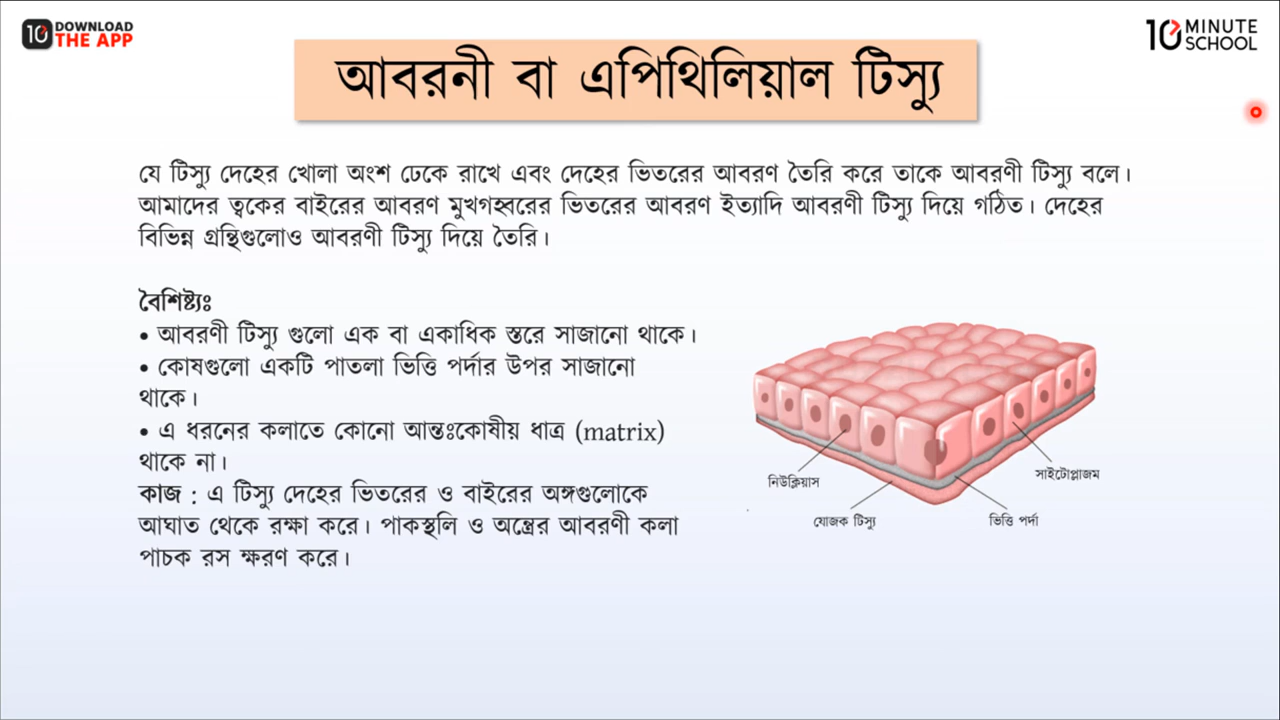 10 DOWNLOAD
THE APP
10 MINUTE
SCHOOL
আবরনী বা এপিথিলিয়াল টিস্যু
যে টিস্যু দেহের খোলা অংশ ঢেকে রাখে এবং দেহের ভিতরের আবরণ তৈরি করে তাকে আবরণী টিস্যু বলে।
আমাদের ত্বকের বাইরের আবরণ মুখগহ্বরের ভিতরের আবরণ ইত্যাদি আবরণী টিস্যু দিয়ে গঠিত। দেহের
বিভিন্ন গ্রন্থিগুলোও আবরণী টিস্যু দিয়ে তৈরি।
বৈশিষ্ট্যঃ
• আবরণী টিস্যু গুলো এক বা একাধিক স্তরে সাজানো থাকে।
• কোষগুলো একটি পাতলা ভিত্তি পর্দার উপর সাজানো
থাকে।
• এ ধরনের কলাতে কোনো আন্তঃকোষীয় ধাত্র (matrix)
থাকে না।
কাজ : এ টিস্যু দেহের ভিতরের ও বাইরের অঙ্গগুলোকে
আঘাত থেকে রক্ষা করে। পাকস্থলি ও অন্ত্রের আবরণী কলা
পাচক রস ক্ষরণ করে।
নিউক্লিয়াস
সাইটোপ্লাজম
যোজক টিস্যু
ভিত্তি পর্দা